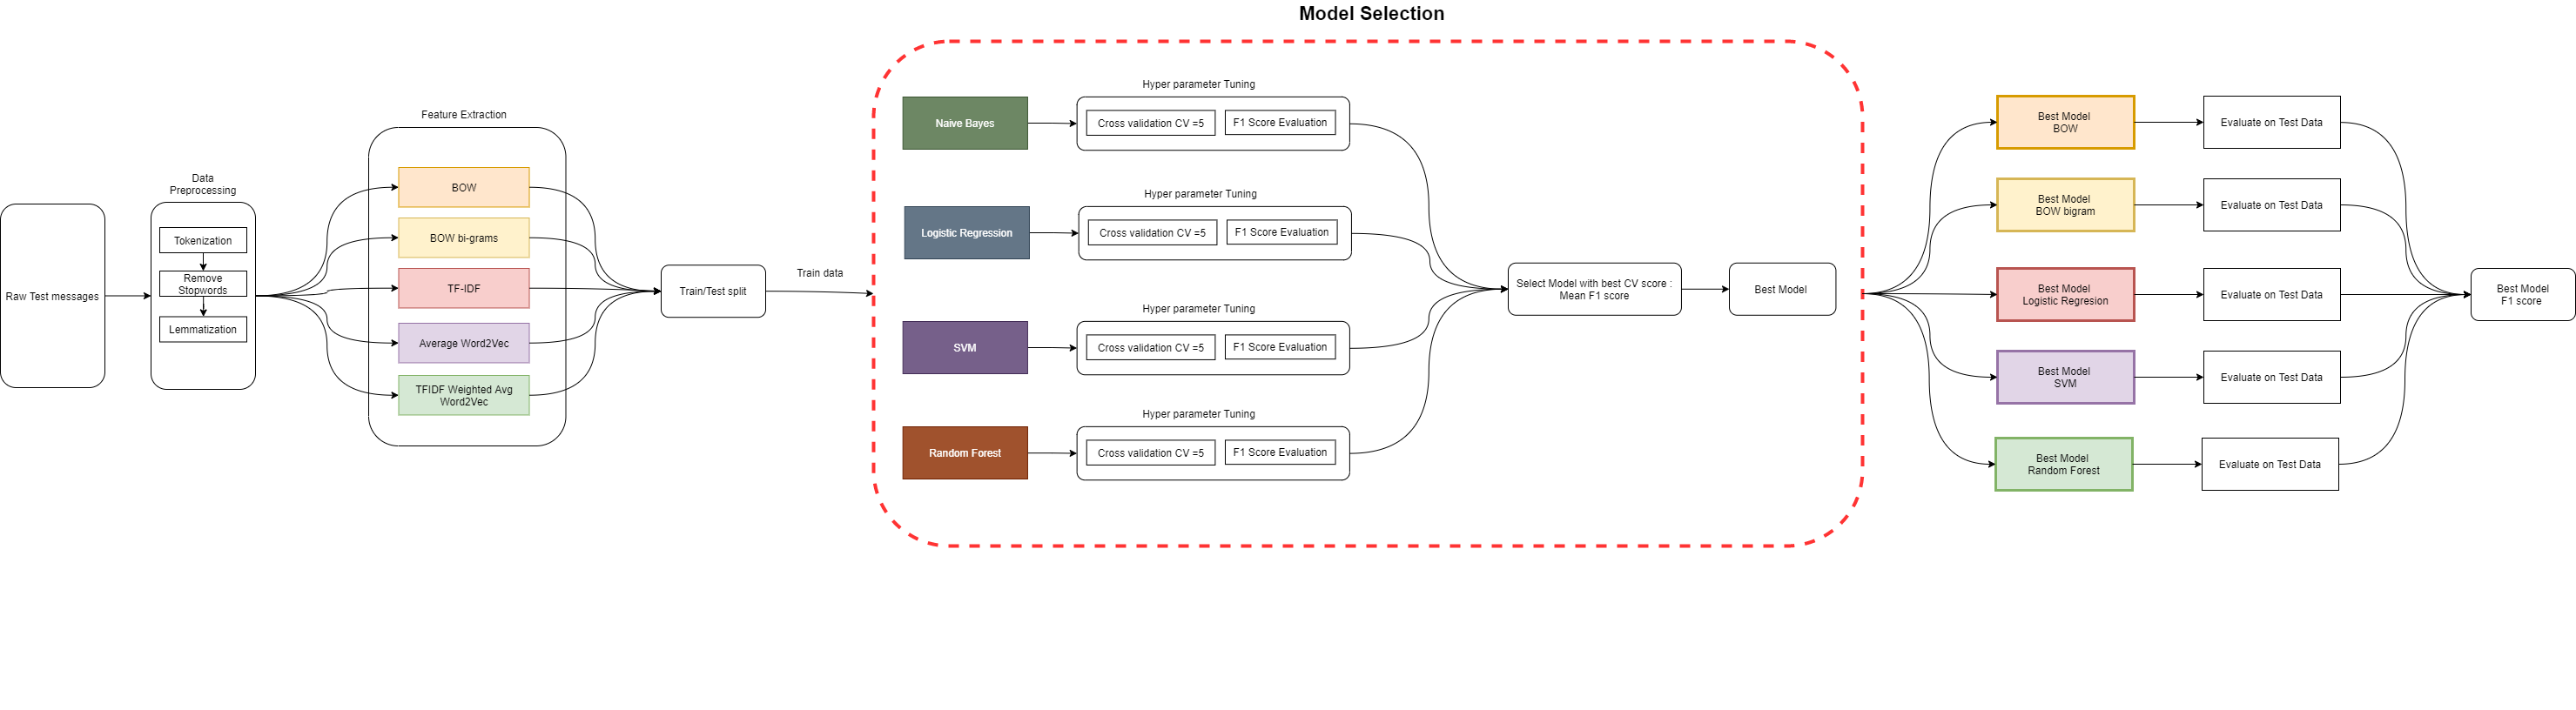 Model Selection
Raw Test messages
Data
Preprocessing
Tokenization
Remove
Stopwords
Lemmatization
Feature Extraction
BOW
BOW bi-grams
TF-IDF
Average Word2Vec
TFIDF Weighted Avg
Word2Vec
Train/Test split
Train data
Naive Bayes
Hyper parameter Tuning
Cross validation CV =5
F1 Score Evaluation
Logistic Regression
Hyper parameter Tuning
Cross validation CV =5
F1 Score Evaluation
SVM
Hyper parameter Tuning
Cross validation CV =5
F1 Score Evaluation
Random Forest
Hyper parameter Tuning
Cross validation CV =5
F1 Score Evaluation
Select Model with best CV score :
Mean F1 score
Best Model
Best Model
BOW
Evaluate on Test Data
Best Model
BOW bigram
Evaluate on Test Data
Best Model
Logistic Regresion
Evaluate on Test Data
Best Model
SVM
Evaluate on Test Data
Best Model
Random Forest
Evaluate on Test Data
Best Model
F1 score